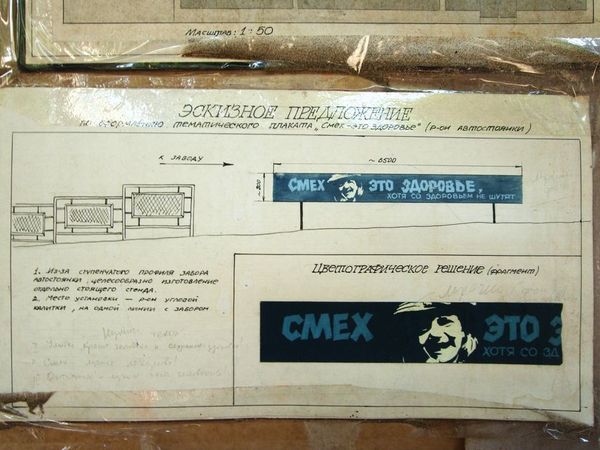 Масштаб: 1:50
ЭСКИЗНОЕ ПРЕДЛОЖЕНИЕ
по оформлению тематического плаката „Смех-это здоровье" (р-он автостоянки)
к заводу
~ 6500
~ 800
СМЕХ ЭТО ЗДОРОВЬЕ,
ХОТЯ СО ЗДОРОВЬЕМ НЕ ШУТЯТ
1. Из-за ступенчатого профиля забора
автостоянки, целесообразно изготовление
отдельно стоящего стенда.
2. Место установки — р-он угловой
калитки, на одной линии с забором
Цветографическое решение (фрагмент)
СМЕХ ЭТО З
ХОТЯ СО ЗД